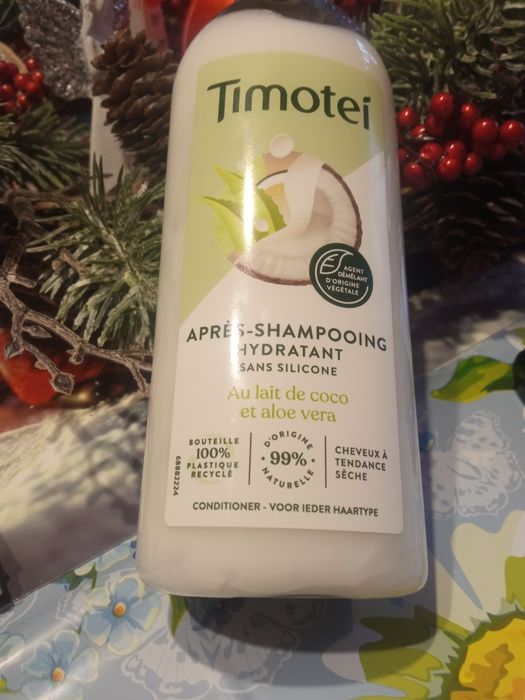 Timotei
AGENT
DÉMÊLANT
D'ORIGINE
VÉGÉTALE
APRÈS-SHAMPOOING
HYDRATANT
SANS SILICONE
Au lait de coco
et aloe vera
BOUTEILLE
100%
PLASTIQUE
RECYCLÉ
D'ORIGINE
99%
NATURELLE
CHEVEUX À
TENDANCE
SÈCHE
68882224
CONDITIONER - VOOR IEDER HAARTYPE